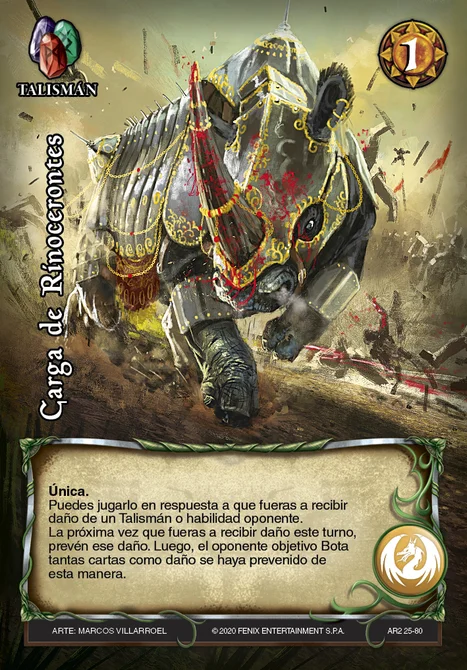 TALISMÁN
1
Carga de Rinocerontes
Única.
Puedes jugarlo en respuesta a que fueras a recibir
daño de un Talismán o habilidad oponente.
La próxima vez que fueras a recibir daño este turno,
prevén ese daño. Luego, el oponente objetivo Bota
tantas cartas como daño se haya prevenido de
esta manera.
ARTE: MARCOS VILLARROEL
©2020 FENIX ENTERTAINMENT S.P.A.
AR2 25-80